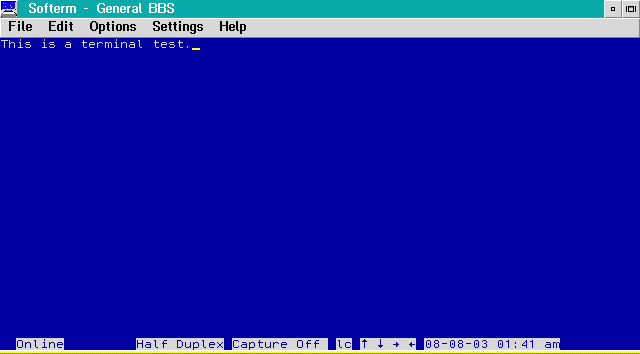 Softerm - General BBS
File Edit Options Settings Help
This is a terminal test.
Online Half Duplex Capture Off lc ↑ ↓ → ← 08-08-03 01:41 am